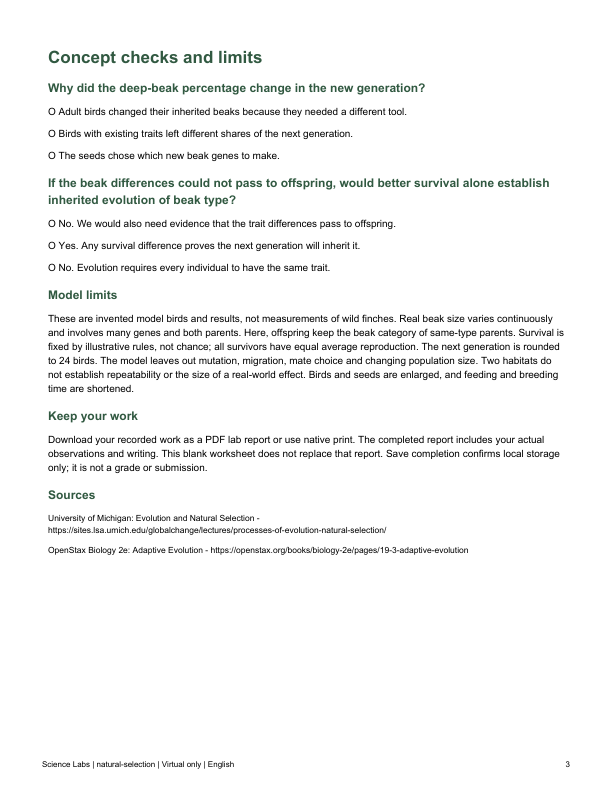 Concept checks and limits
Why did the deep-beak percentage change in the new generation?
O Adult birds changed their inherited beaks because they needed a different tool.
O Birds with existing traits left different shares of the next generation.
O The seeds chose which new beak genes to make.
If the beak differences could not pass to offspring, would better survival alone establish
inherited evolution of beak type?
O No. We would also need evidence that the trait differences pass to offspring.
O Yes. Any survival difference proves the next generation will inherit it.
O No. Evolution requires every individual to have the same trait.
Model limits
These are invented model birds and results, not measurements of wild finches. Real beak size varies continuously
and involves many genes and both parents. Here, offspring keep the beak category of same-type parents. Survival is
fixed by illustrative rules, not chance; all survivors have equal average reproduction. The next generation is rounded
to 24 birds. The model leaves out mutation, migration, mate choice and changing population size. Two habitats do
not establish repeatability or the size of a real-world effect. Birds and seeds are enlarged, and feeding and breeding
time are shortened.
Keep your work
Download your recorded work as a PDF lab report or use native print. The completed report includes your actual
observations and writing. This blank worksheet does not replace that report. Save completion confirms local storage
only; it is not a grade or submission.
Sources
University of Michigan: Evolution and Natural Selection -
https://sites.lsa.umich.edu/globalchange/lectures/processes-of-evolution-natural-selection/
OpenStax Biology 2e: Adaptive Evolution - https://openstax.org/books/biology-2e/pages/19-3-adaptive-evolution
Science Labs | natural-selection | Virtual only | English
3